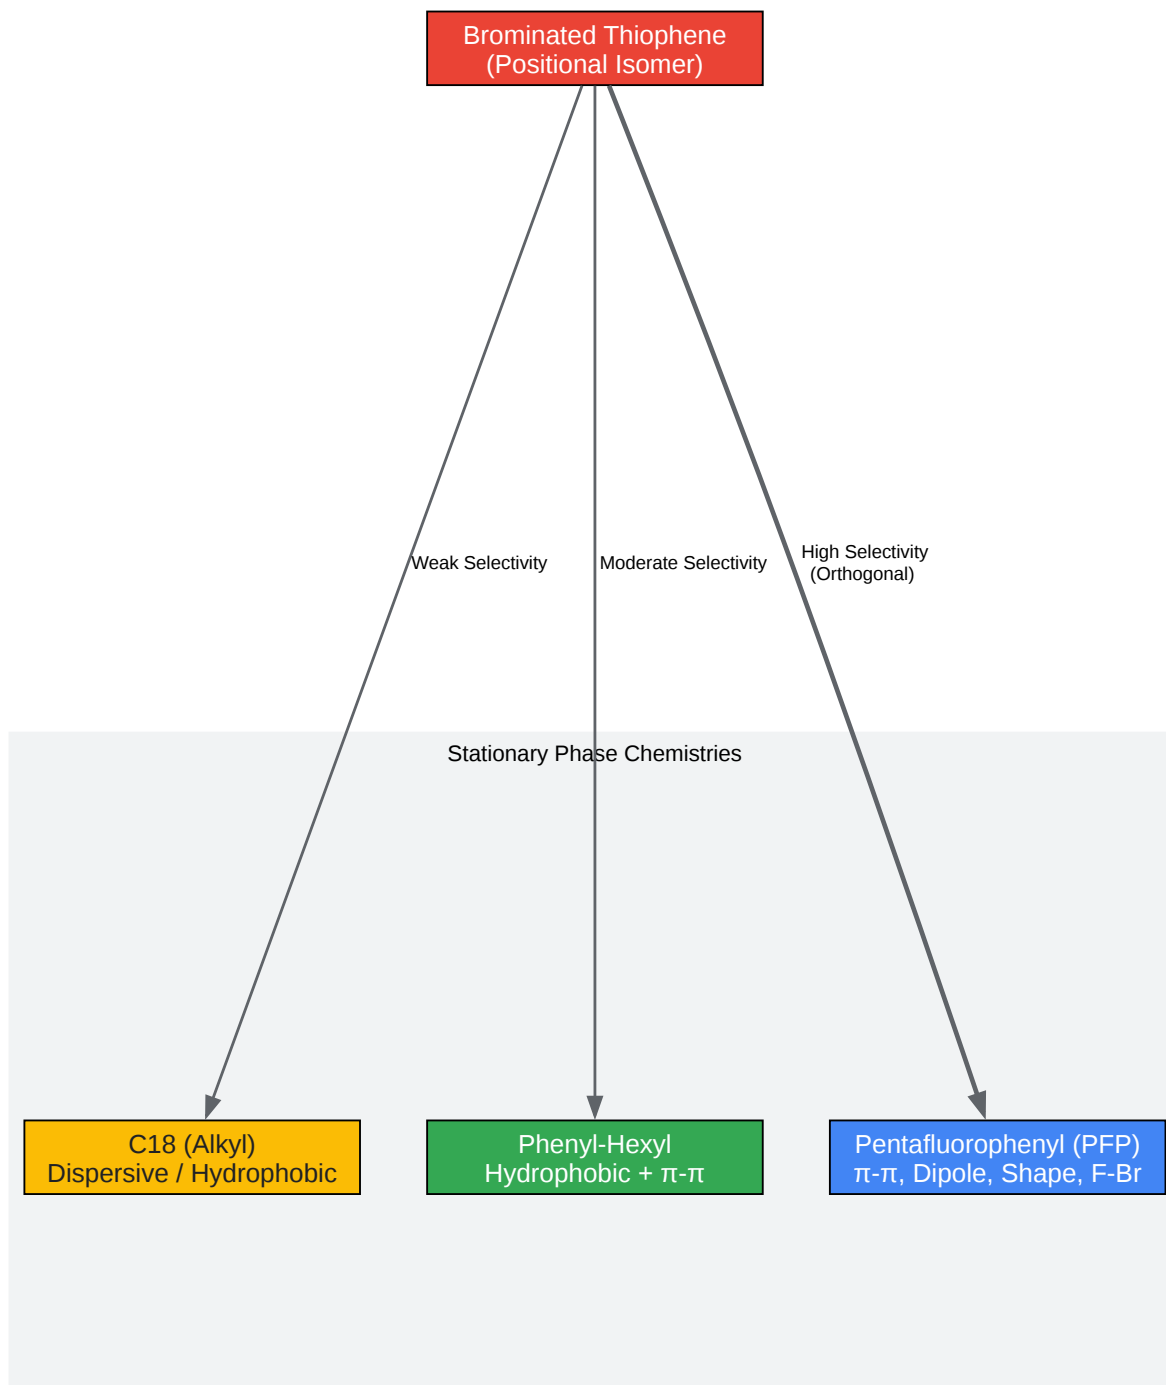 Brominated Thiophene
(Positional Isomer)
Weak Selectivity
Moderate Selectivity
High Selectivity
(Orthogonal)
Stationary Phase Chemistries
C18 (Alkyl)
Dispersive / Hydrophobic
Phenyl-Hexyl
Hydrophobic + π-π
Pentafluorophenyl (PFP)
π-π, Dipole, Shape, F-Br